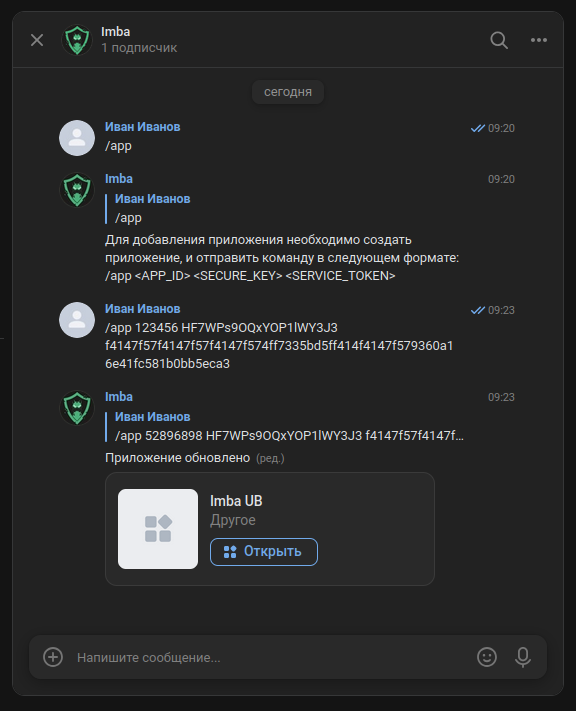 Imba
1 подписчик
сегодня
Иван Иванов
09:20
/app
Imba
09:20
Иван Иванов
/app
Для добавления приложения необходимо создать
приложение, и отправить команду в следующем формате:
/app <APP_ID> <SECURE_KEY> <SERVICE_TOKEN>
Иван Иванов
09:23
/app 123456 HF7WPs9OQxYOP1lWY3J3
f4147f57f4147f57f4147f574ff7335bd5ff414f4147f579360a1
6e41fc581b0bb5eca3
Imba
09:23
Иван Иванов
/app 52896898 HF7WPs9OQxYOP1lWY3J3 f4147f57f4147f...
Приложение обновлено (ред.)
Imba UB
Другое
Открыть
Напишите сообщение...